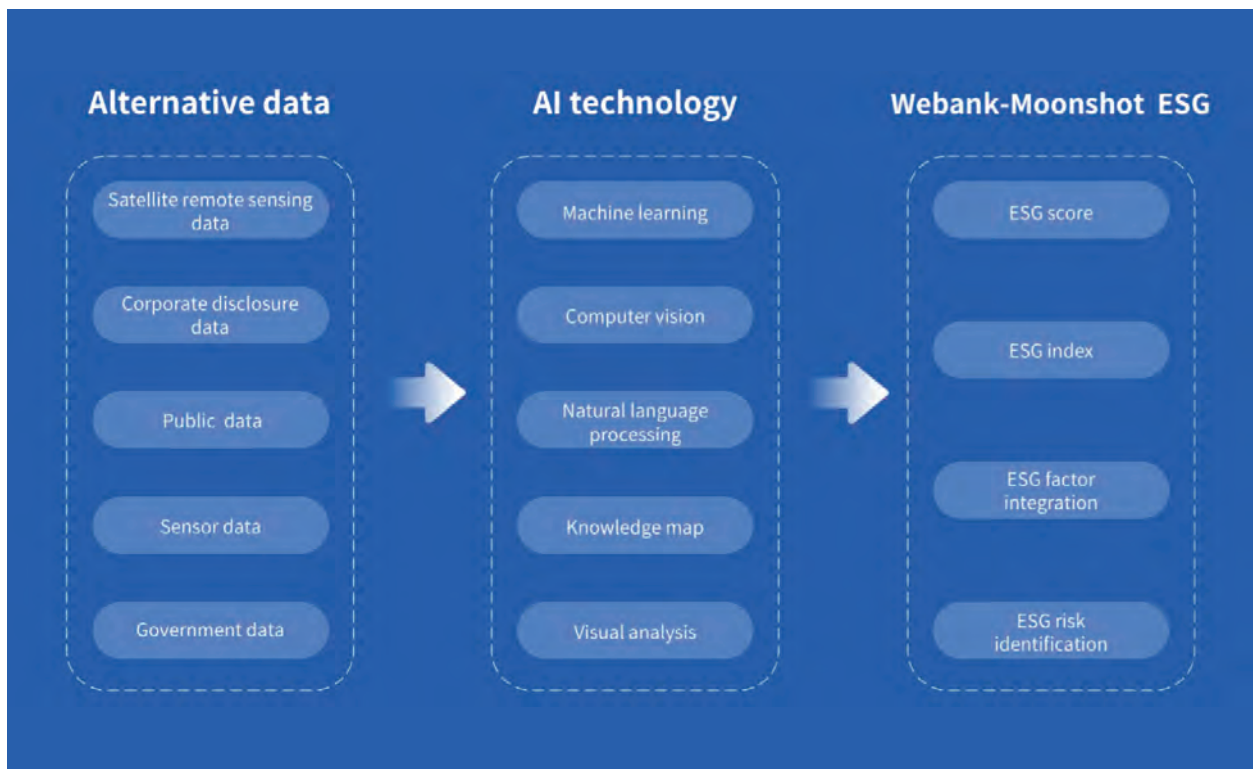 Alternative data
Satellite remote sensing
data
Corporate disclosure
data
Public data
Sensor data
Government data
AI technology
Machine learning
Computer vision
Natural language
processing
Knowledge map
Visual analysis
Webank-Moonshot ESG
ESG score
ESG index
ESG factor
integration
ESG risk
identification